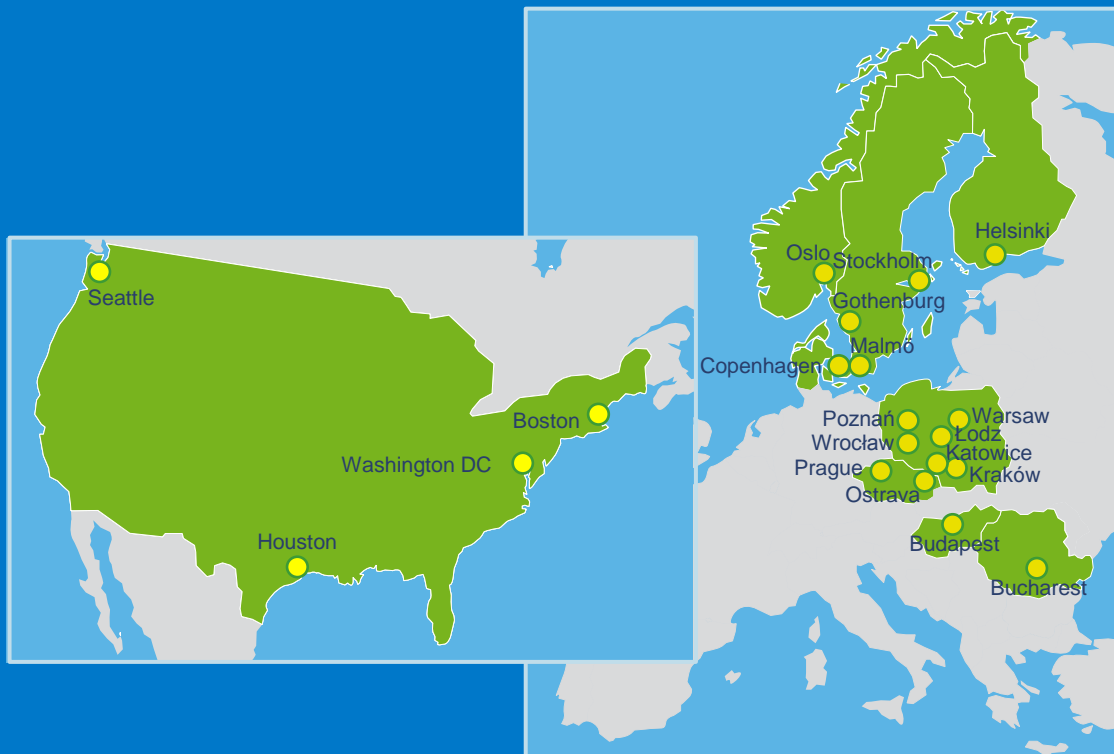 Seattle
Boston
Washington DC
Houston
Helsinki
Oslo
Stockholm
Gothenburg
Malmö
Copenhagen
Poznań
Warsaw
Lodz
Wrocław
Katowice
Prague
Kraków
Ostrava
Budapest
Bucharest